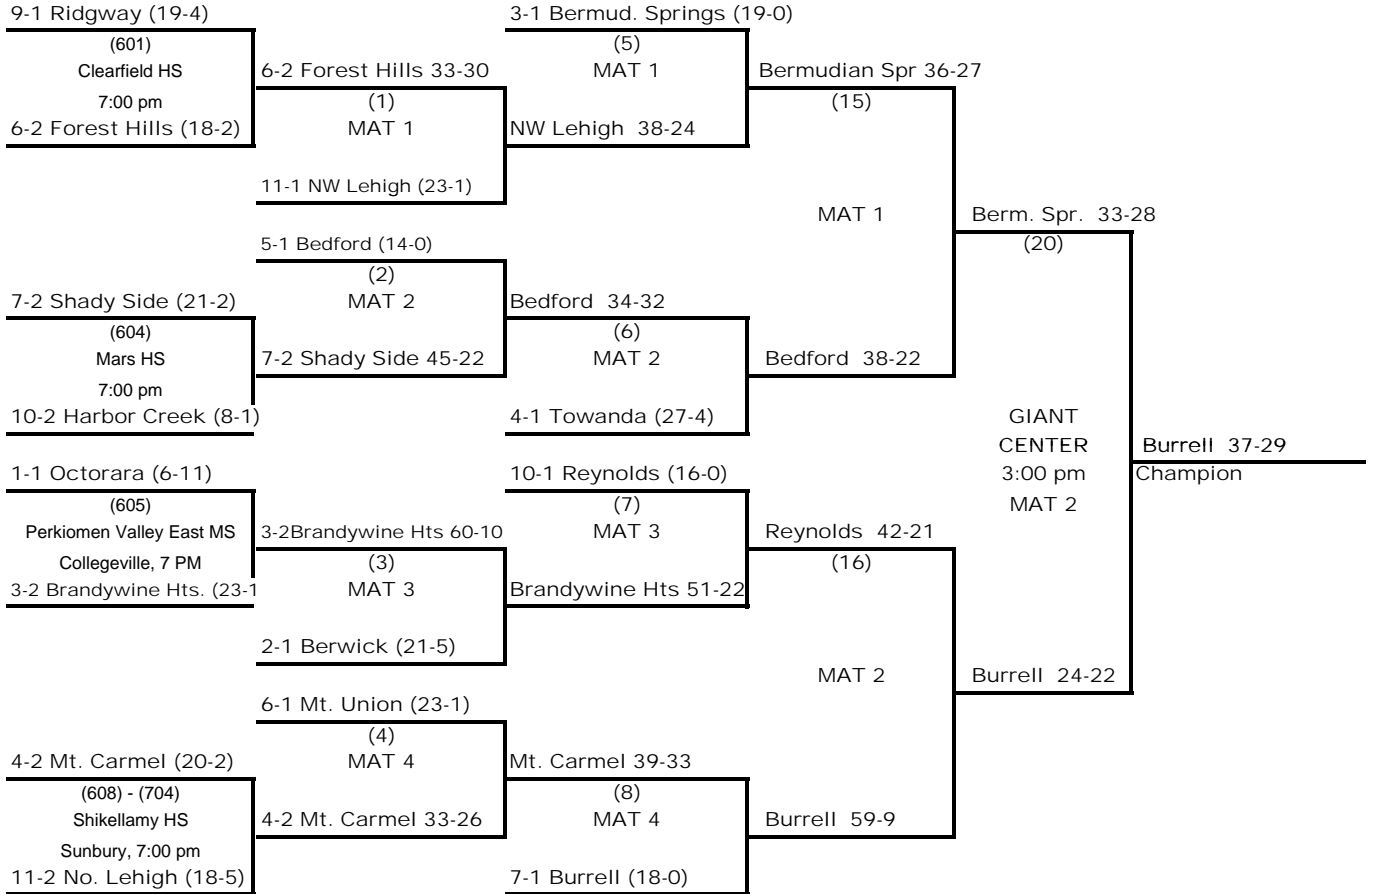 9-1 Ridgway (19-4)
(601)
Clearfield HS
7:00 pm
6-2 Forest Hills (18-2)
7-2 Shady Side (21-2)
(604)
Mars HS
7:00 pm
10-2 Harbor Creek (8-1)
1-1 Octorara (6-11)
(605)
Perkiomen Valley East MS
Collegeville, 7 PM
3-2 Brandywine Hts. (23-1
4-2 Mt. Carmel (20-2)
(608) - (704)
Shikellamy HS
Sunbury, 7:00 pm
11-2 No. Lehigh (18-5)
6-2 Forest Hills 33-30
(1)
MAT 1
11-1 NW Lehigh (23-1)
5-1 Bedford (14-0)
(2)
MAT 2
7-2 Shady Side 45-22
3-2Brandywine Hts 60-10
(3)
MAT 3
2-1 Berwick (21-5)
6-1 Mt. Union (23-1)
(4)
MAT 4
4-2 Mt. Carmel 33-26
3-1 Bermud. Springs (19-0)
(5)
MAT 1
NW Lehigh 38-24
Bedford 34-32
(6)
MAT 2
4-1 Towanda (27-4)
10-1 Reynolds (16-0)
(7)
MAT 3
Brandywine Hts 51-22
Mt. Carmel 39-33
(8)
MAT 4
7-1 Burrell (18-0)
Bermudian Spr 36-27
(15)
MAT 1
Bedford 38-22
Reynolds 42-21
(16)
MAT 2
Burrell 59-9
Berm. Spr. 33-28
(20)
GIANT
CENTER
3:00 pm
MAT 2
Burrell 24-22
Burrell 37-29
Champion